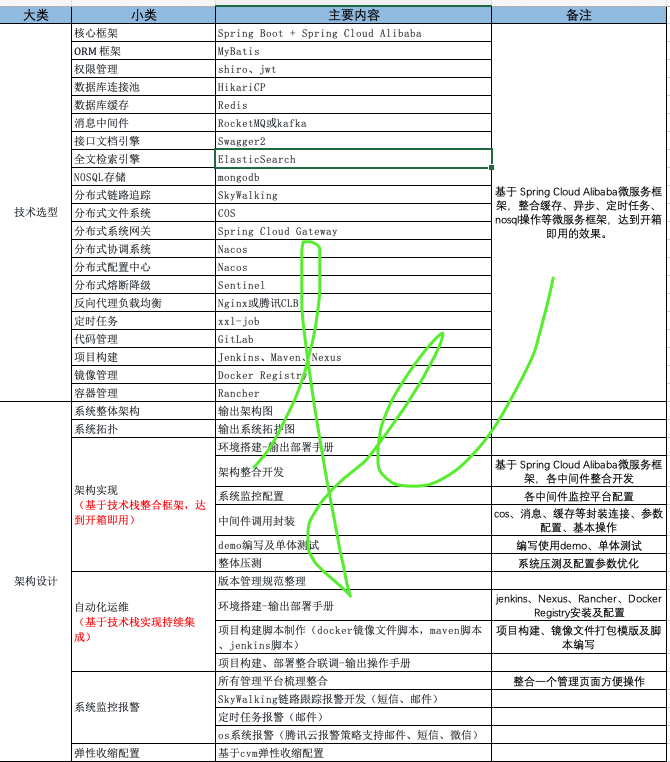 大类 小类 主要内容 备注
技术选型
核心框架 Spring Boot + Spring Cloud Alibaba
ORM 框架 MyBatis
权限管理 shiro、jwt
数据库连接池 HikariCP
数据库缓存 Redis
消息中间件 RocketMQ或kafka
接口文档引擎 Swagger2
全文检索引擎 ElasticSearch
NOSQL存储 mongodb
分布式链路追踪 SkyWalking
分布式文件系统 COS
分布式系统网关 Spring Cloud Gateway
分布式协调系统 Nacos
分布式配置中心 Nacos
分布式熔断降级 Sentinel
反向代理负载均衡 Nginx或腾讯CLB
定时任务 xxl-job
代码管理 GitLab
项目构建 Jenkins、Maven、Nexus
镜像管理 Docker Registry
容器管理 Rancher
基于 Spring Cloud Alibaba微服务框
架，整合缓存、异步、定时任务、
nosql操作等微服务框架，达到开箱
即用的效果。
架构设计
系统整体架构 输出架构图
系统拓扑 输出系统拓扑图
架构实现
（基于技术栈整合框架，达
到开箱即用）
环境搭建-输出部署手册
架构整合开发
基于 Spring Cloud Alibaba微服务框
架，各中间件整合开发
系统监控配置 各中间件监控平台配置
中间件调用封装
cos、消息、缓存等封装连接、参数
配置、基本操作
demo编写及单体测试 编写使用demo、单体测试
整体压测 系统压测及配置参数优化
自动化运维
（基于技术栈实现持续集
成）
版本管理规范整理
环境搭建-输出部署手册
jenkins、Nexus、Rancher、Docker
Registry安装及配置
项目构建脚本制作（docker镜像文件脚本，maven脚本
、jenkins脚本）
项目构建、镜像文件打包模版及脚
本编写
项目构建、部署整合联调-输出操作手册
系统监控报警
所有管理平台梳理整合 整合一个管理页面方便操作
SkyWalking链路跟踪报警开发（短信、邮件）
定时任务报警（邮件）
os系统报警（腾讯云报警策略支持邮件、短信、微信）
弹性收缩配置 基于cvm弹性收缩配置